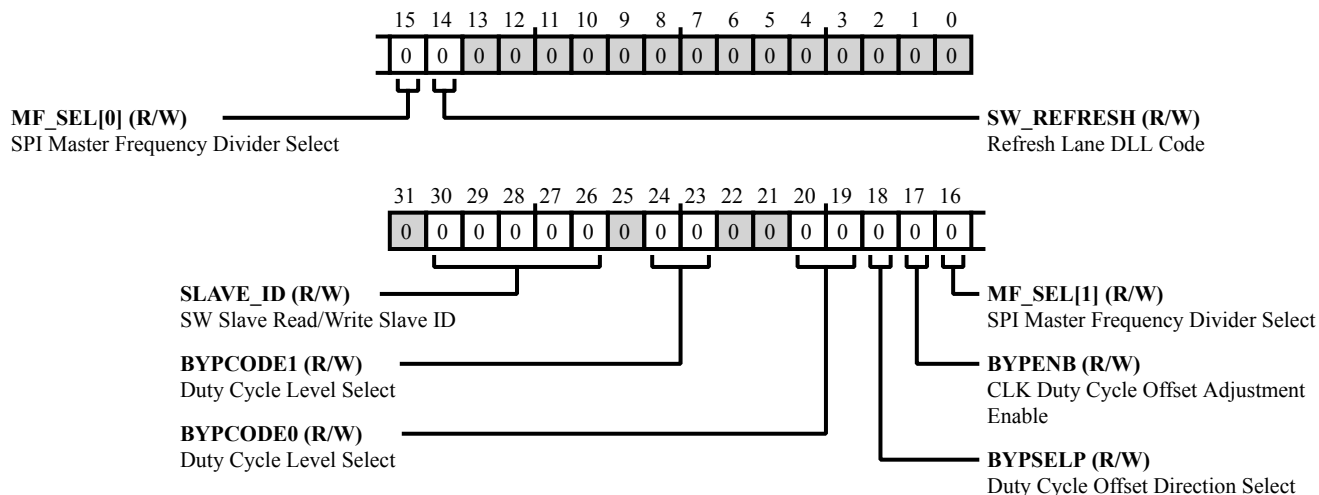 15 14 13 12 11 10 9 8 7 6 5 4 3 2 1 0
0 0 0 0 0 0 0 0 0 0 0 0 0 0 0 0
MF_SEL[0] (R/W)
SPI Master Frequency Divider Select
SW_REFRESH (R/W)
Refresh Lane DLL Code
31 30 29 28 27 26 25 24 23 22 21 20 19 18 17 16
0 0 0 0 0 0 0 0 0 0 0 0 0 0 0 0
SLAVE_ID (R/W)
SW Slave Read/Write Slave ID
MF_SEL[1] (R/W)
SPI Master Frequency Divider Select
BYPCODE1 (R/W)
Duty Cycle Level Select
BYPENB (R/W)
CLK Duty Cycle Offset Adjustment
Enable
BYPCODE0 (R/W)
Duty Cycle Level Select
BYPSELP (R/W)
Duty Cycle Offset Direction Select